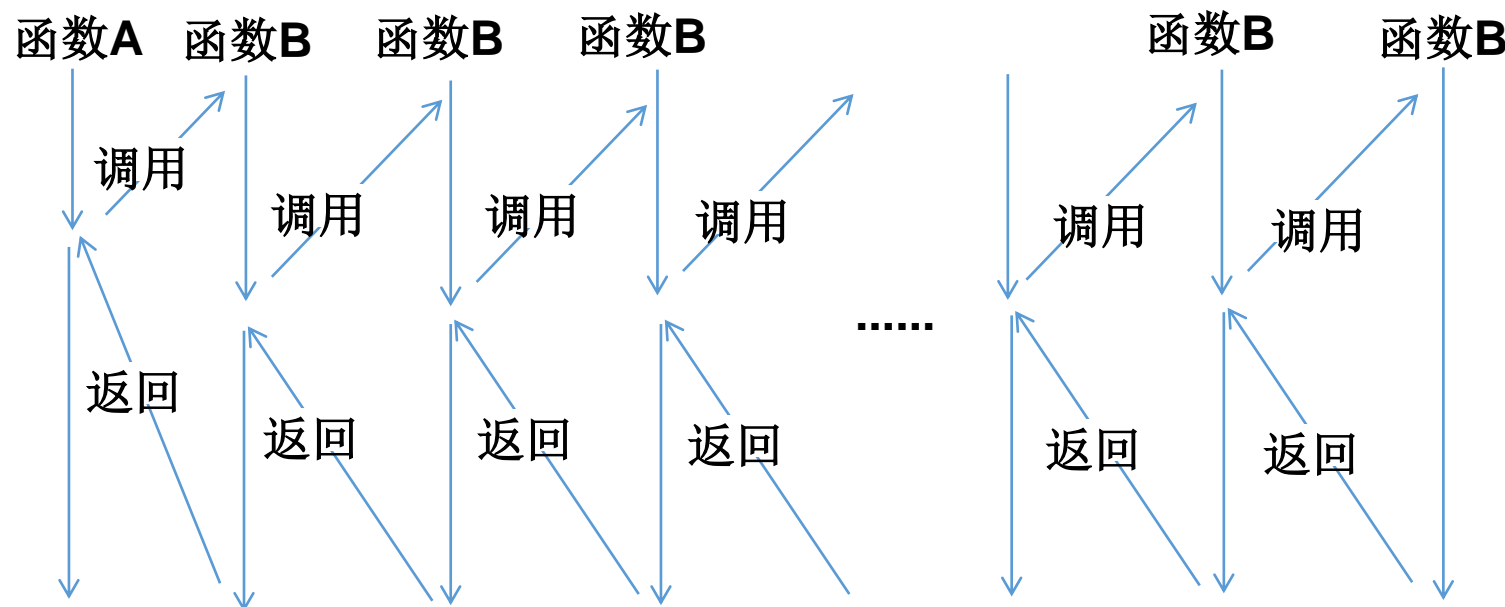 函数A 函数B 函数B 函数B 函数B 函数B
调用 调用 调用 调用 调用 调用
......
返回 返回 返回 返回 返回 返回